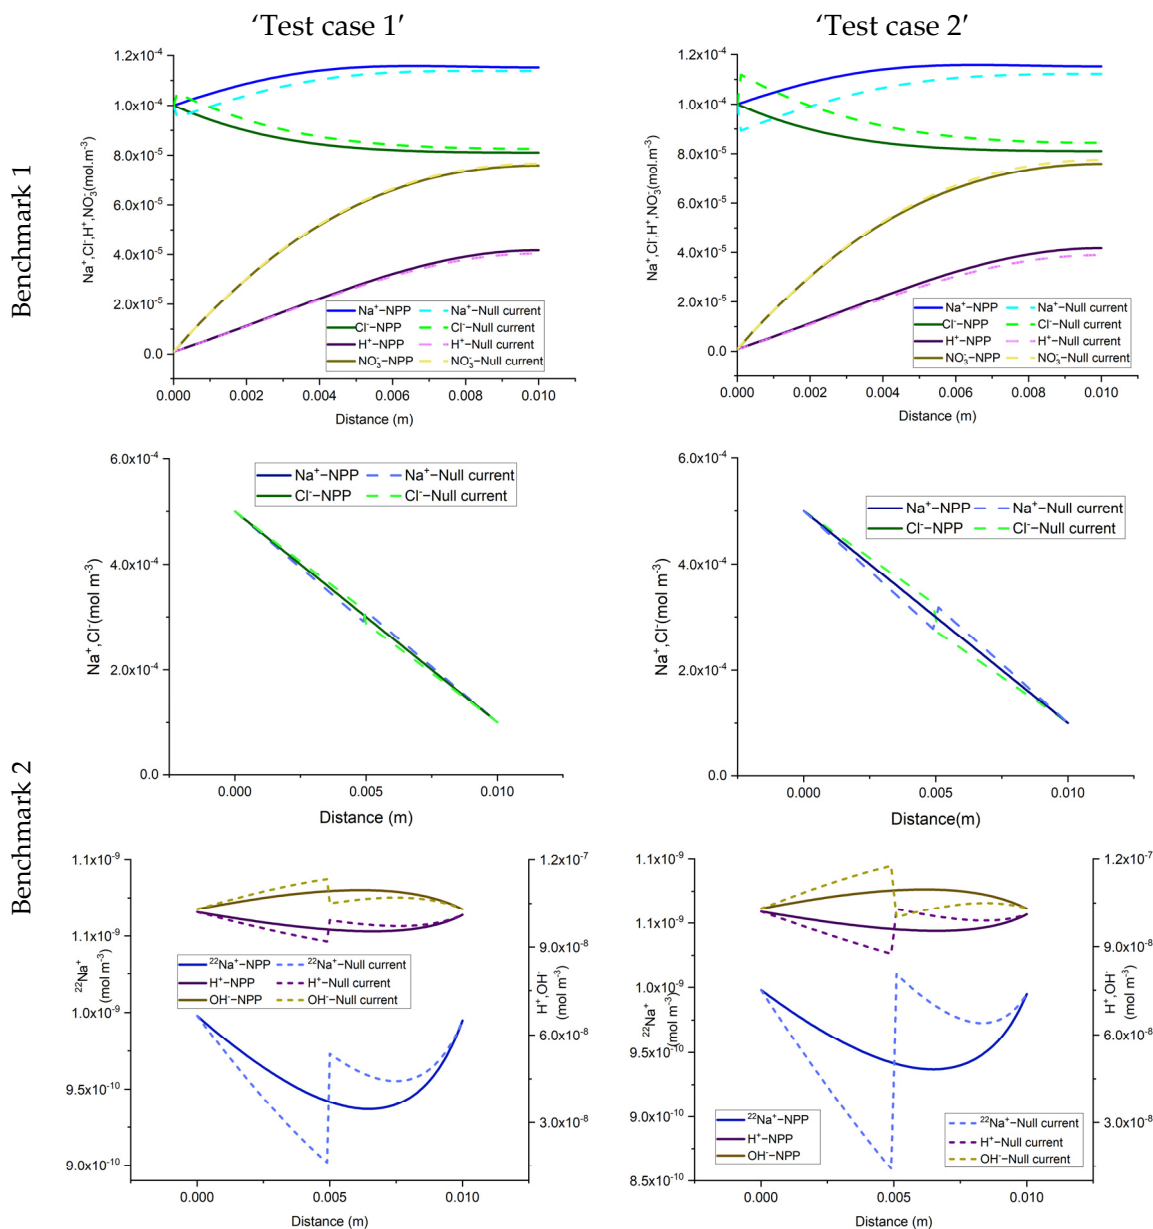 ‘Test case 1’
‘Test case 2’
Benchmark 1
Na⁺,Cl⁻,H⁺,NO₃⁻(mol.m⁻³)
1.2x10⁻⁴
1.0x10⁻⁴
8.0x10⁻⁵
6.0x10⁻⁵
4.0x10⁻⁵
2.0x10⁻⁵
0.0
Na⁺–NPP Na⁺–Null current
Cl⁻–NPP Cl⁻–Null current
H⁺–NPP H⁺–Null current
NO₃⁻–NPP NO₃⁻–Null current
0.000 0.002 0.004 0.006 0.008 0.010
Distance (m)
Na⁺,Cl⁻,H⁺,NO₃⁻(mol.m⁻³)
1.2x10⁻⁴
1.0x10⁻⁴
8.0x10⁻⁵
6.0x10⁻⁵
4.0x10⁻⁵
2.0x10⁻⁵
0.0
Na⁺–NPP Na⁺–Null current
Cl⁻–NPP Cl⁻–Null current
H⁺–NPP H⁺–Null current
NO₃⁻–NPP NO₃⁻–Null current
0.000 0.002 0.004 0.006 0.008 0.010
Distance (m)
Benchmark 2
Na⁺,Cl⁻(mol m⁻³)
6.0x10⁻⁴
4.0x10⁻⁴
2.0x10⁻⁴
0.0
Na⁺–NPP Na⁺–Null current
Cl⁻–NPP Cl⁻–Null current
0.000 0.005 0.010
Distance (m)
Na⁺,Cl⁻(mol m⁻³)
6.0x10⁻⁴
4.0x10⁻⁴
2.0x10⁻⁴
0.0
Na⁺–NPP Na⁺–Null current
Cl⁻–NPP Cl⁻–Null current
0.000 0.005 0.010
Distance(m)
²²Na⁺
(mol m⁻³)
1.1x10⁻⁹
1.1x10⁻⁹
1.0x10⁻⁹
9.5x10⁻¹⁰
9.0x10⁻¹⁰
²²Na⁺–NPP ²²Na⁺–Null current
H⁺–NPP H⁺–Null current
OH⁻–NPP OH⁻–Null current
1.2x10⁻⁷
9.0x10⁻⁸
6.0x10⁻⁸
3.0x10⁻⁸
H⁺,OH⁻
(mol m⁻³)
0.000 0.005 0.010
Distance (m)
²²Na⁺
(mol m⁻³)
1.1x10⁻⁹
1.1x10⁻⁹
1.0x10⁻⁹
9.5x10⁻¹⁰
9.0x10⁻¹⁰
8.5x10⁻¹⁰
²²Na⁺–NPP
H⁺–NPP
OH⁻–NPP
²²Na⁺–Null current
H⁺–Null current
OH⁻–Null current
1.2x10⁻⁷
9.0x10⁻⁸
6.0x10⁻⁸
3.0x10⁻⁸
H⁺,OH⁻
(mol m⁻³)
0.000 0.005 0.010
Distance (m)